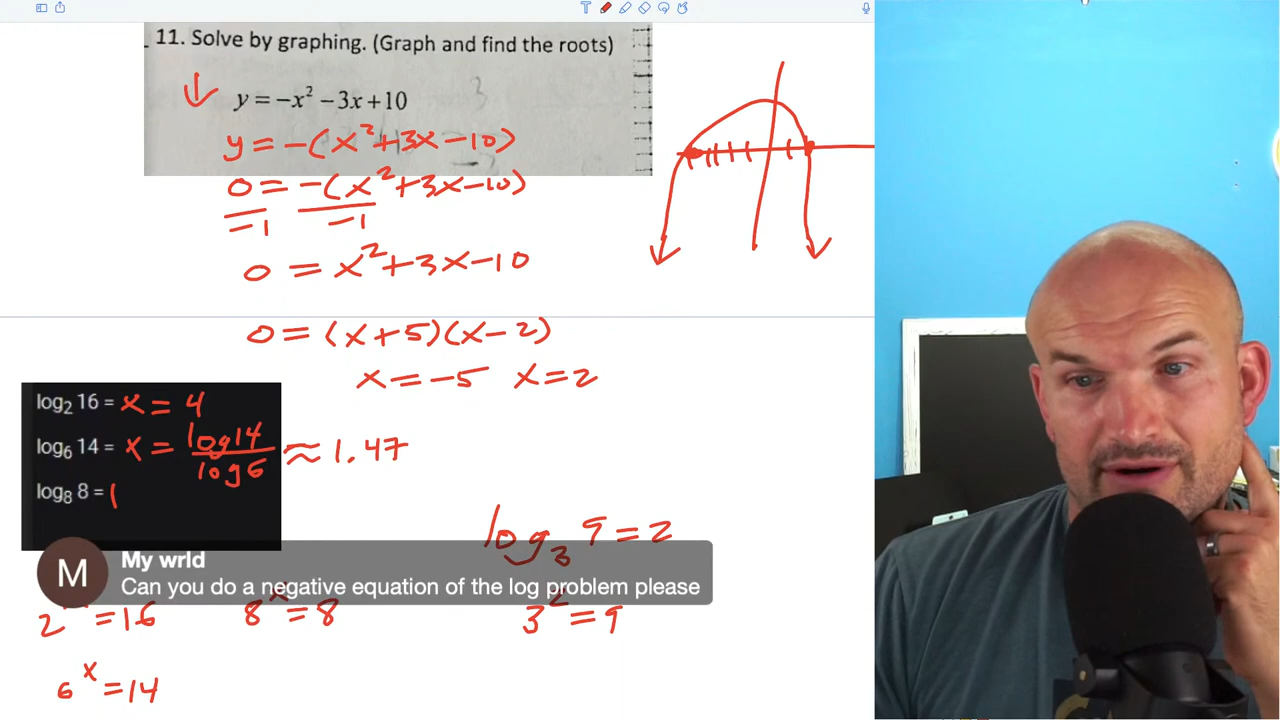 11. Solve by graphing. (Graph and find the roots)
y = −x² − 3x + 10
y = −(x² + 3x − 10)
0 = −(x² + 3x − 10)
−1 −1
0 = x² + 3x − 10
0 = (x + 5)(x − 2)
x = −5 x = 2
log₂ 16 = x = 4
log₆ 14 = x = log14 / log6 ≈ 1.47
log₈ 8 = 1
log₃ 9 = 2
M
My wrld
Can you do a negative equation of the log problem please
2ˣ = 16 8ˣ = 8 3² = 9
6ˣ = 14